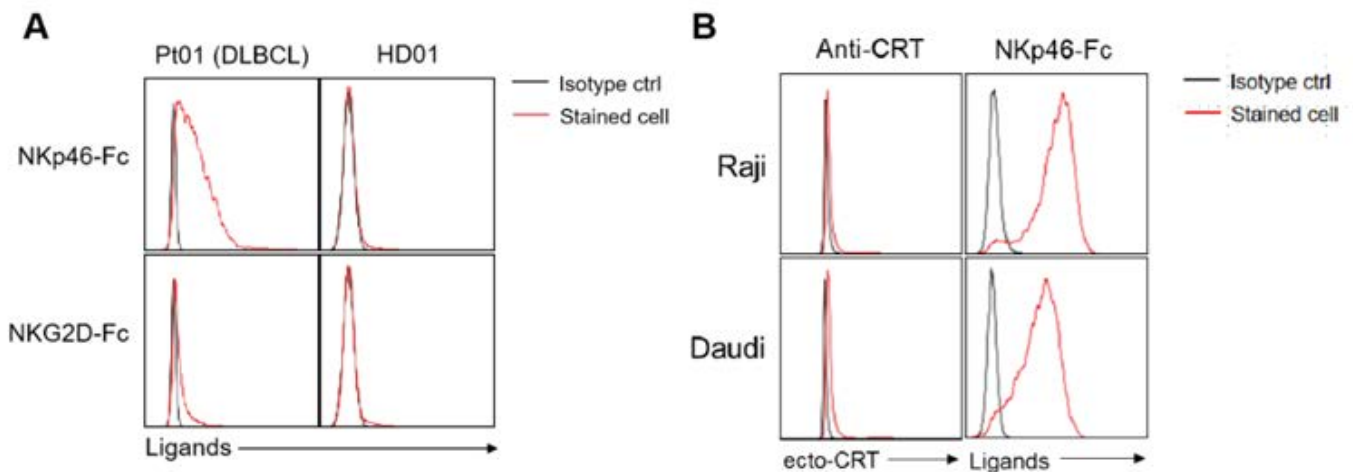 A
Pt01 (DLBCL)
HD01
Isotype ctrl
Stained cell
NKp46-Fc
NKG2D-Fc
Ligands
B
Anti-CRT
NKp46-Fc
Isotype ctrl
Stained cell
Raji
Daudi
ecto-CRT
Ligands